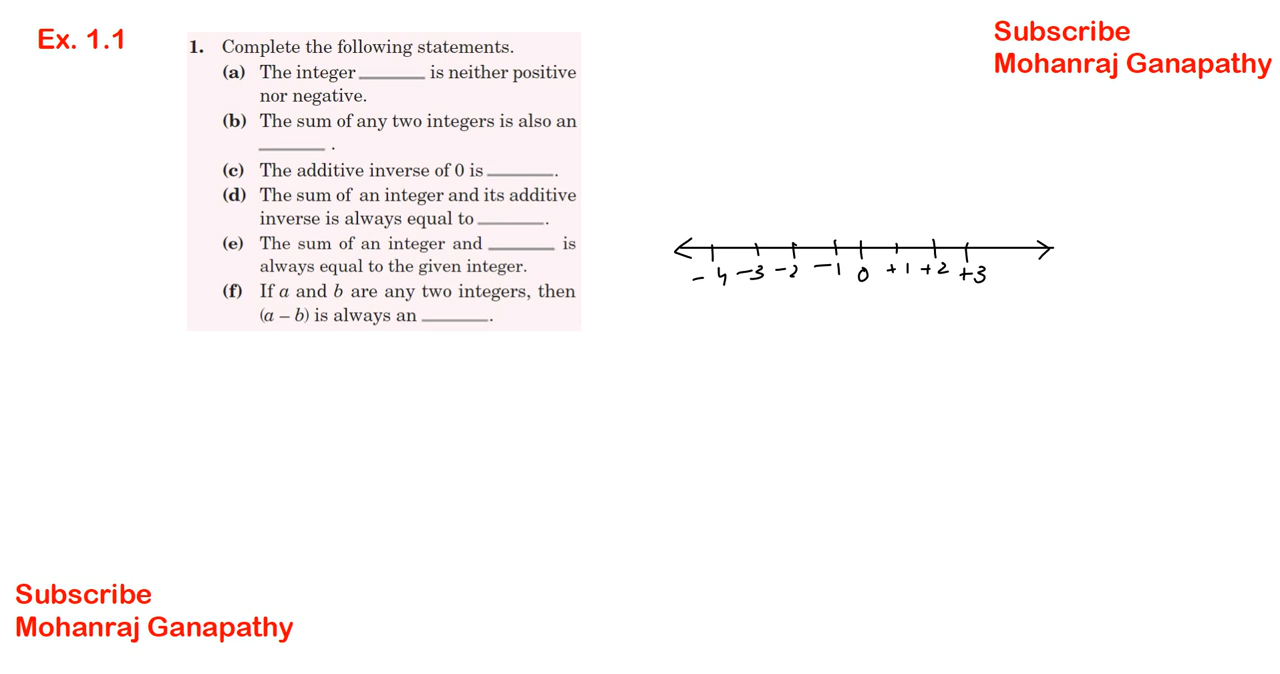 Ex. 1.1
Subscribe
Mohanraj Ganapathy
1. Complete the following statements.
(a) The integer ______ is neither positive
nor negative.
(b) The sum of any two integers is also an
______ .
(c) The additive inverse of 0 is ______.
(d) The sum of an integer and its additive
inverse is always equal to ______.
(e) The sum of an integer and ______ is
always equal to the given integer.
(f) If a and b are any two integers, then
(a – b) is always an ______.
-4 -3 -2 -1 0 +1 +2 +3
Subscribe
Mohanraj Ganapathy